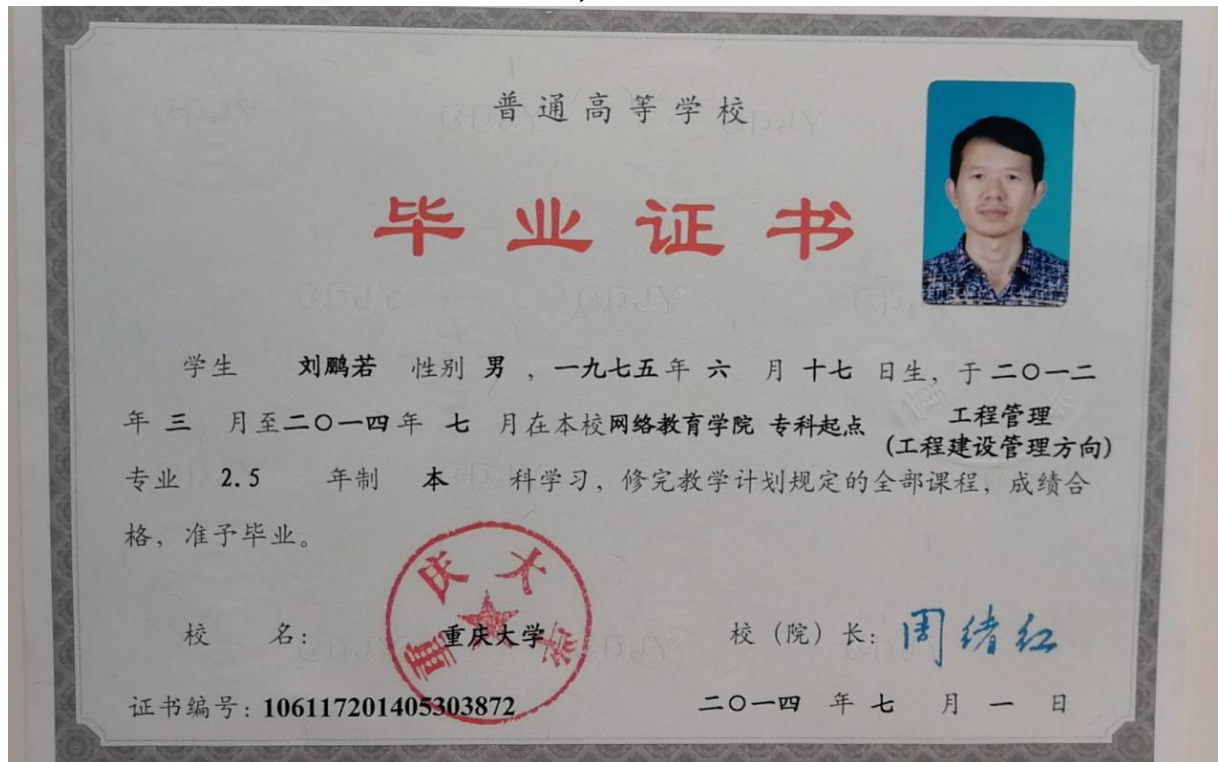 普通高等学校
毕业证书
学生 刘鹏若 性别 男 ，一九七五年 六 月 十七 日生，于二〇一二
年 三 月至二〇一四年 七 月在本校网络教育学院 专科起点 工程管理
(工程建设管理方向)
专业 2.5 年制 本 科学习，修完教学计划规定的全部课程，成绩合
格，准予毕业。
校 名： 重庆大学 校（院）长：周绪红
重庆大学
证书编号：106117201405303872 二〇一四 年 七 月 一 日